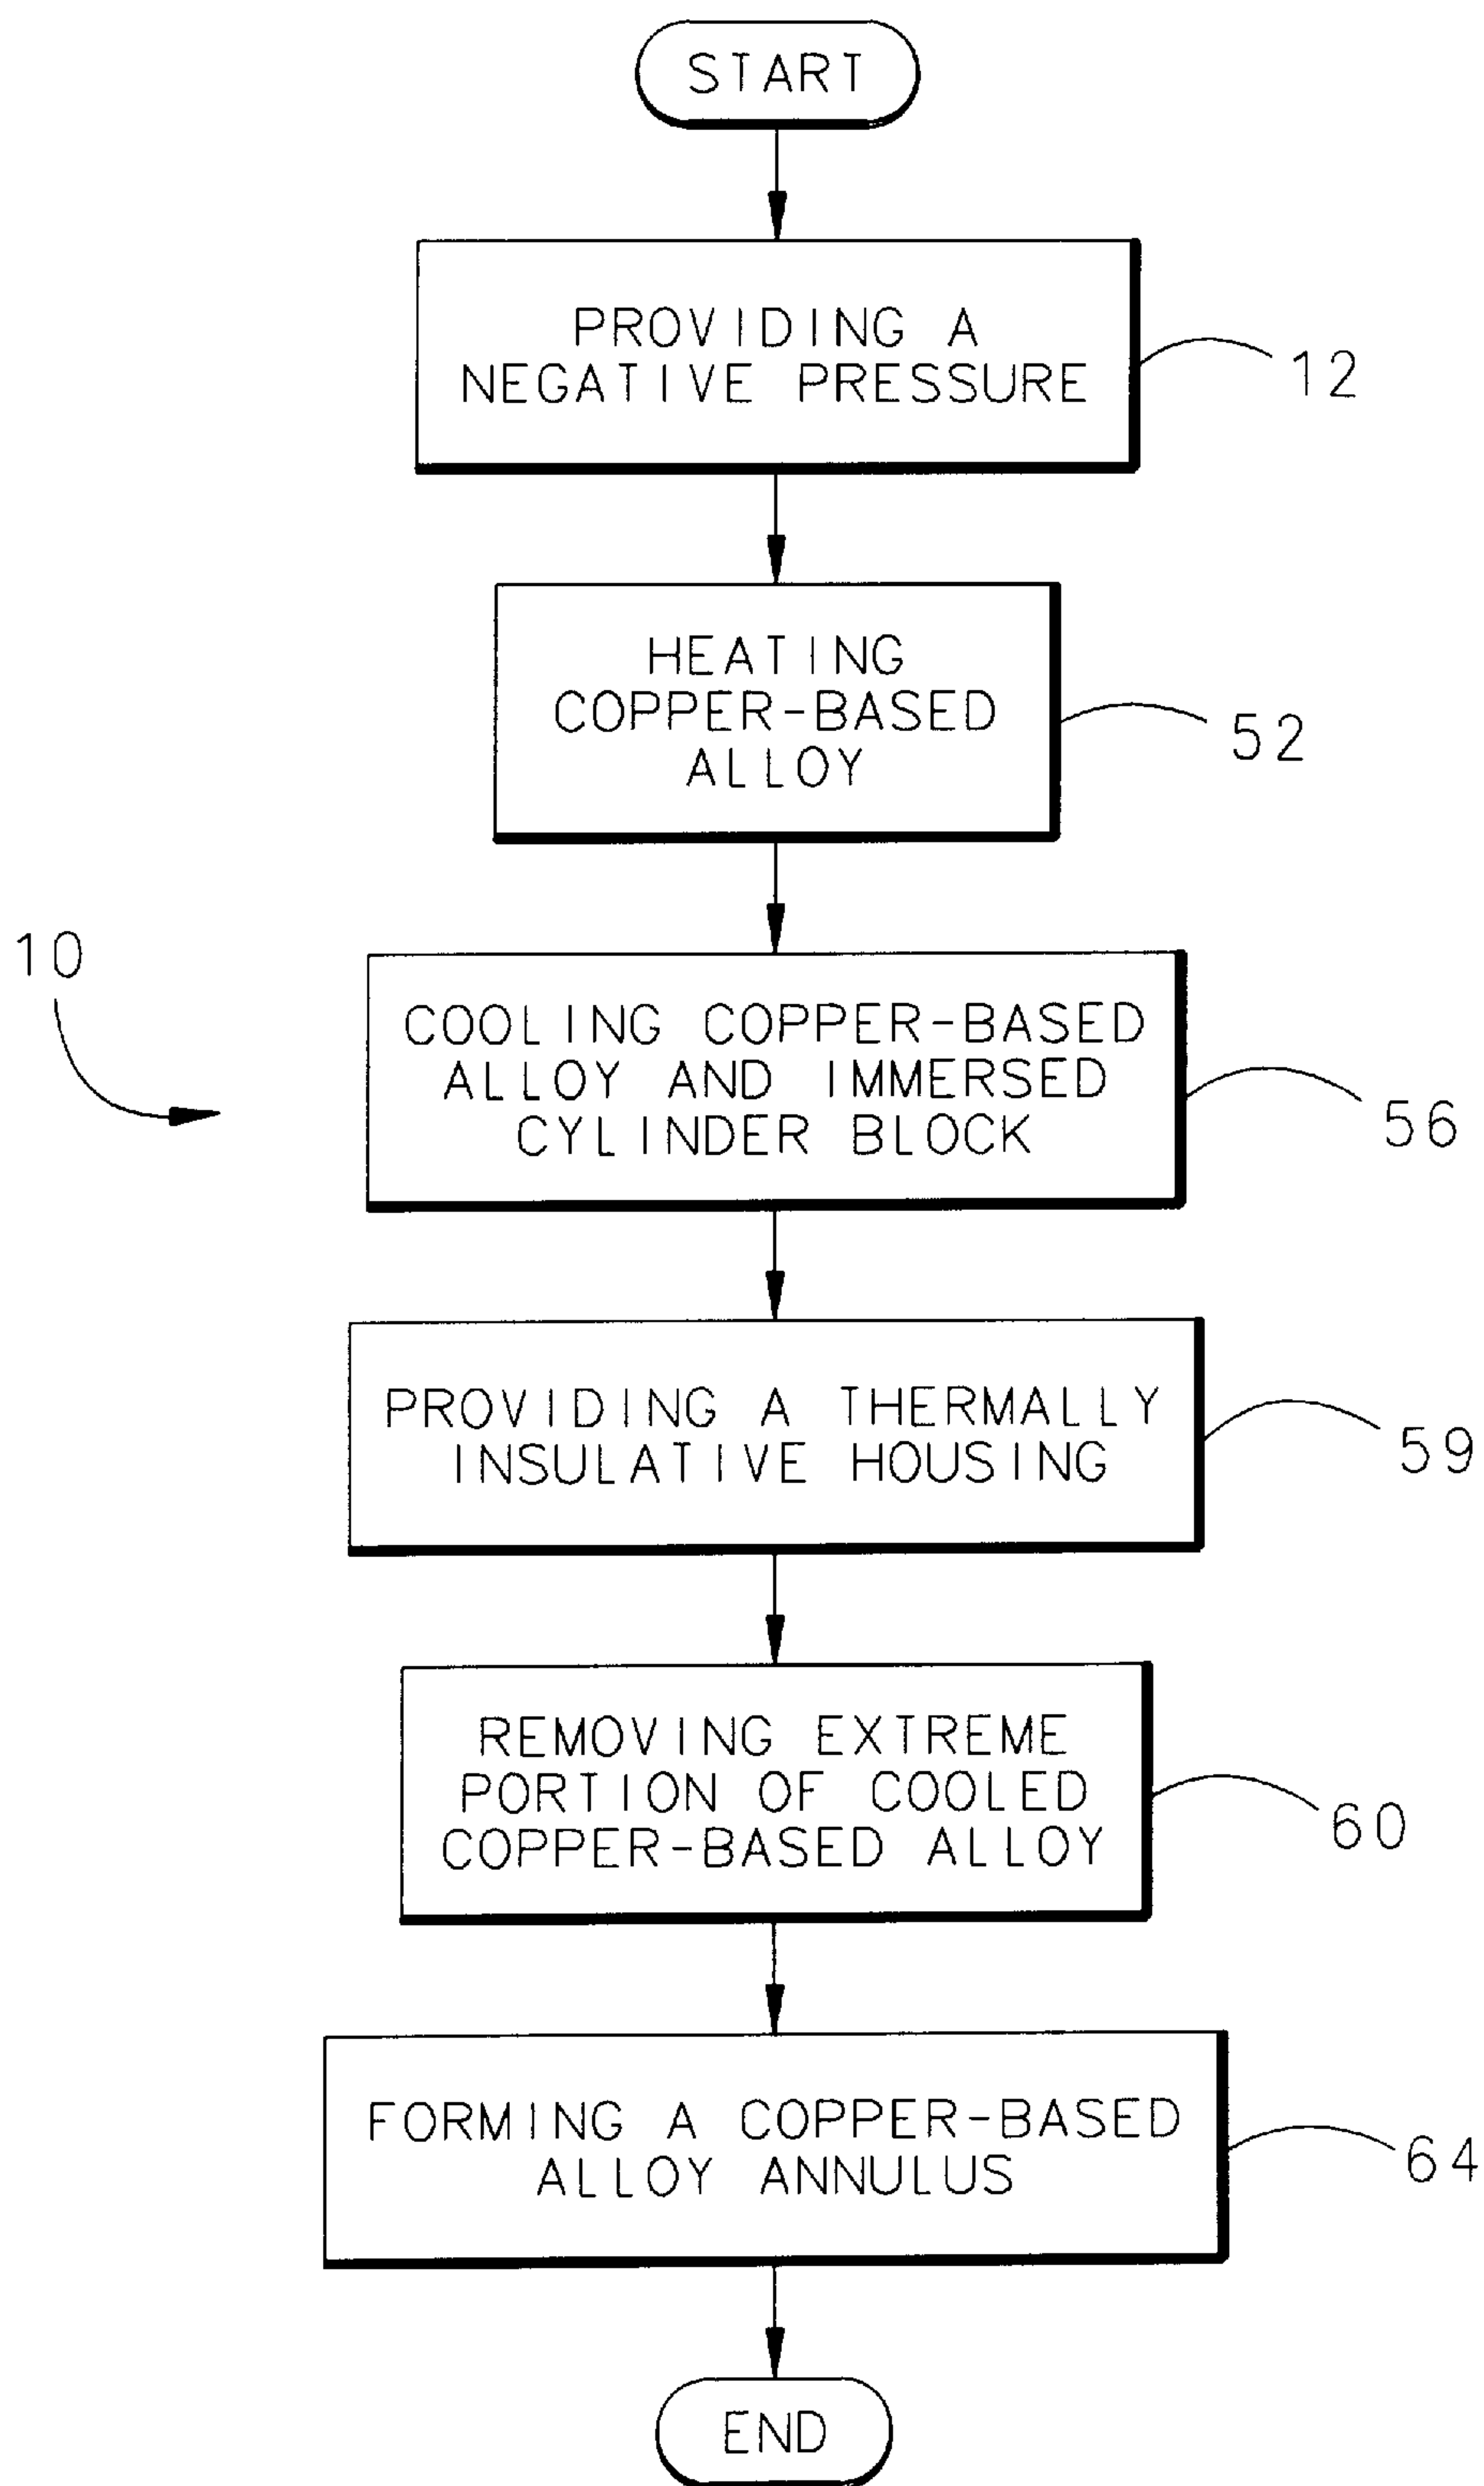 START
PROVIDING A
NEGATIVE PRESSURE
12
HEATING
COPPER-BASED
ALLOY
52
10
COOLING COPPER-BASED
ALLOY AND IMMERSED
CYLINDER BLOCK
56
PROVIDING A THERMALLY
INSULATIVE HOUSING
59
REMOVING EXTREME
PORTION OF COOLED
COPPER-BASED ALLOY
60
FORMING A COPPER-BASED
ALLOY ANNULUS
64
END